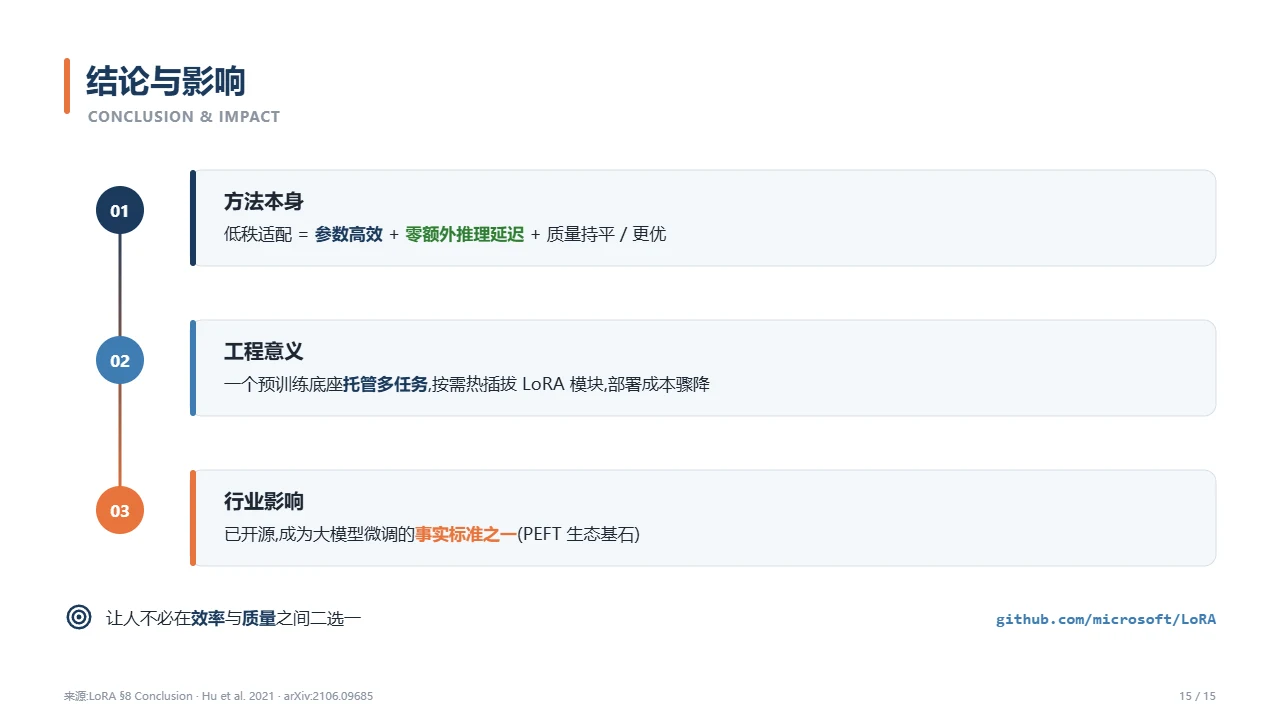 结论与影响
CONCLUSION & IMPACT
01
方法本身
低秩适配 = 参数高效 + 零额外推理延迟 + 质量持平 / 更优
02
工程意义
一个预训练底座托管多任务,按需热插拔 LoRA 模块,部署成本骤降
03
行业影响
已开源,成为大模型微调的事实标准之一(PEFT 生态基石)
让人不必在效率与质量之间二选一
github.com/microsoft/LoRA
来源:LoRA §8 Conclusion · Hu et al. 2021 · arXiv:2106.09685
15 / 15